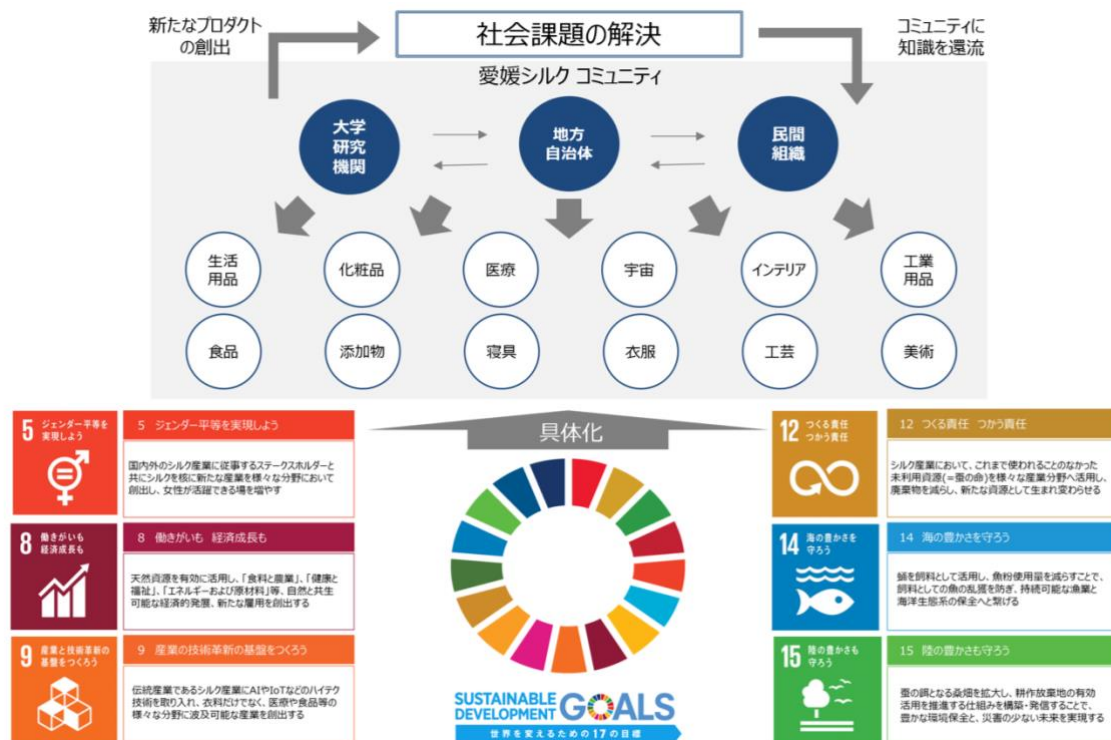 新たなプロダクト
の創出
社会課題の解決
コミュニティに
知識を還流
愛媛シルク コミュニティ
大学
研究
機関
地方
自治体
民間
組織
生活
用品
化粧品
医療
宇宙
インテリア
工業
用品
食品
添加物
寝具
衣服
工芸
美術
具体化
5 ジェンダー平等を
実現しよう
5 ジェンダー平等を実現しよう
国内外のシルク産業に従事するステークスホルダーと
共にシルクを核に新たな産業を様々な分野において
創出し、女性が活躍できる場を増やす
8 働きがいも
経済成長も
8 働きがいも 経済成長も
天然資源を有効に活用し、「食料と農業」、「健康と
福祉」、「エネルギーおよび原材料」等、自然と共生
可能な経済的発展、新たな雇用を創出する
9 産業と技術革新の
基盤をつくろう
9 産業の技術革新の基盤をつくろう
伝統産業であるシルク産業にAIやIoTなどのハイテク
技術を取り入れ、衣料だけでなく、医療や食品等の
様々な分野に波及可能な産業を創出する
SUSTAINABLE
DEVELOPMENT GOALS
世界を変えるための17の目標
12 つくる責任
つかう責任
12 つくる責任 つかう責任
シルク産業において、これまで使われることのなかった
未利用資源(=蚕の命)を様々な産業分野へ活用し、
廃棄物を減らし、新たな資源として生まれ変わらせる
14 海の豊かさを
守ろう
14 海の豊かさを守ろう
蛹を飼料として活用し、魚粉使用量を減らすことで、
飼料としての魚の乱獲を防ぎ、持続可能な漁業と
海洋生態系の保全へと繋げる
15 陸の豊かさも
守ろう
15 陸の豊かさも守ろう
蚕の餌となる桑畑を拡大し、耕作放棄地の有効
活用を推進する仕組みを構築・発信することで、
豊かな環境保全と、災害の少ない未来を実現する